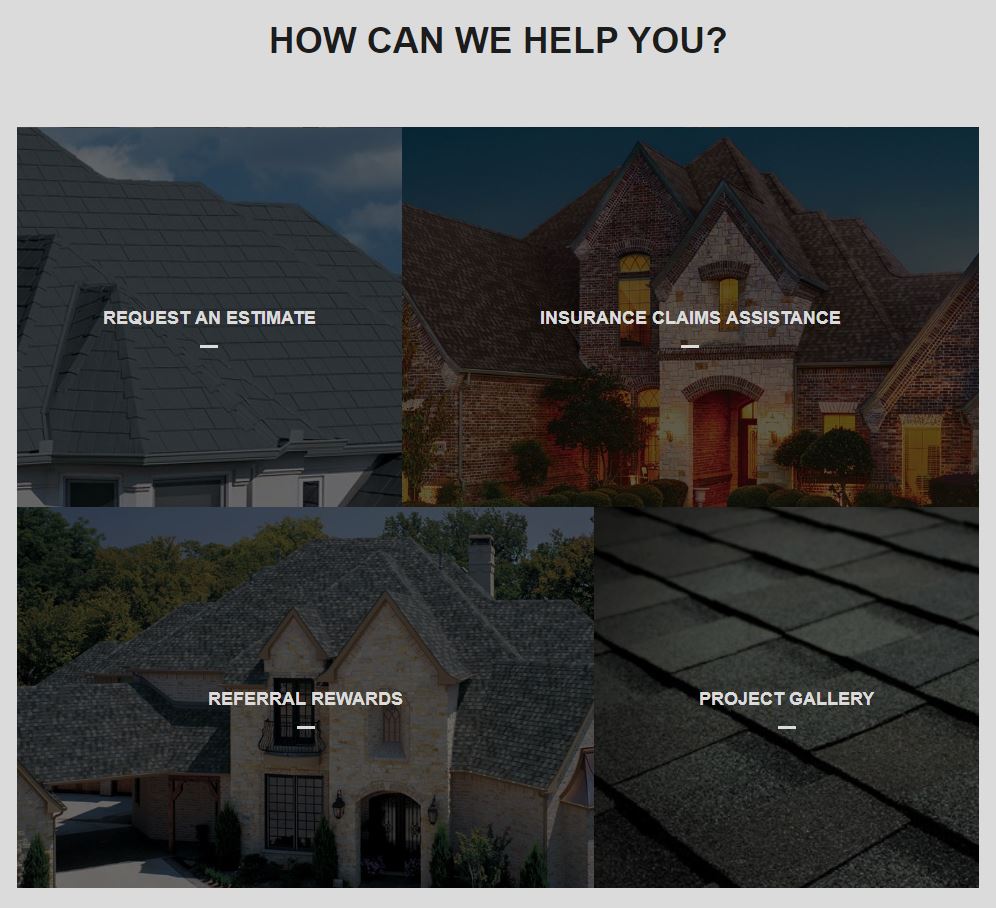 HOW CAN WE HELP YOU?
REQUEST AN ESTIMATE
INSURANCE CLAIMS ASSISTANCE
REFERRAL REWARDS
PROJECT GALLERY